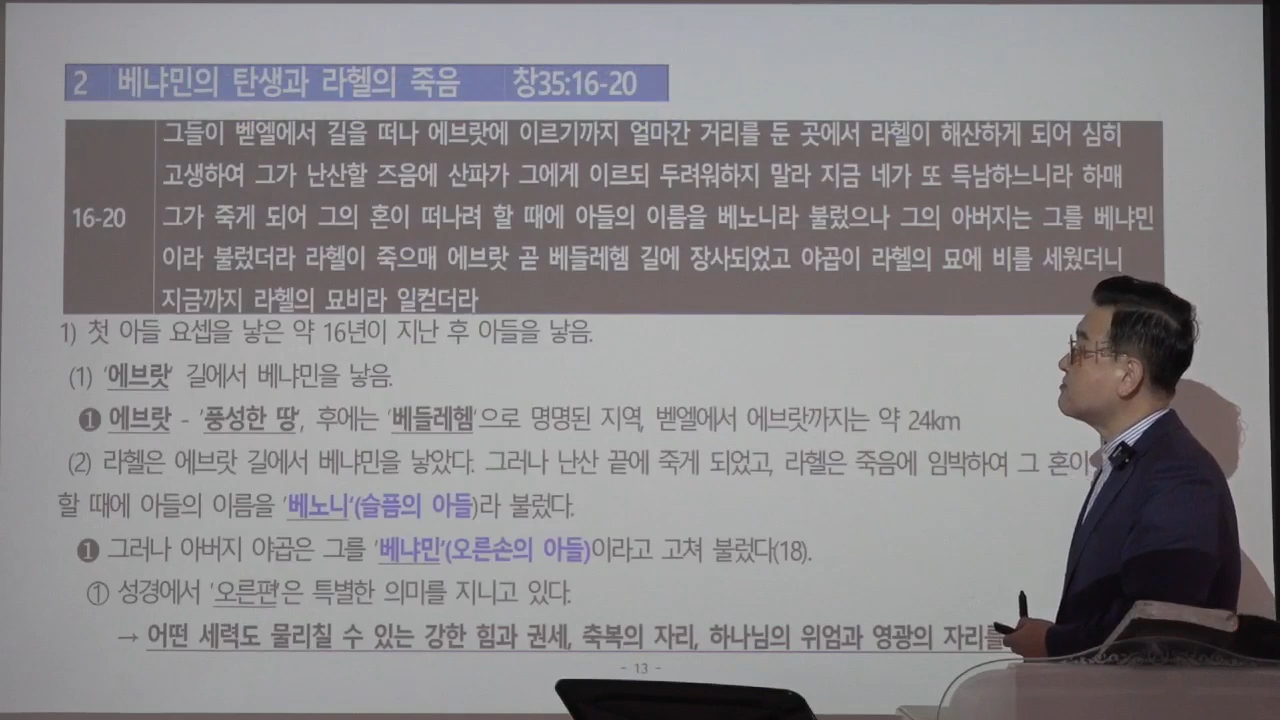 2 베냐민의 탄생과 라헬의 죽음 창35:16-20
그들이 벧엘에서 길을 떠나 에브랏에 이르기까지 얼마간 거리를 둔 곳에서 라헬이 해산하게 되어 심히
고생하여 그가 난산할 즈음에 산파가 그에게 이르되 두려워하지 말라 지금 네가 또 득남하느니라 하매
16-20 그가 죽게 되어 그의 혼이 떠나려 할 때에 아들의 이름을 베노니라 불렀으나 그의 아버지는 그를 베냐민
이라 불렀더라 라헬이 죽으매 에브랏 곧 베들레헴 길에 장사되었고 야곱이 라헬의 묘에 비를 세웠더니
지금까지 라헬의 묘비라 일컫더라
1) 첫 아들 요셉을 낳은 약 16년이 지난 후 아들을 낳음.
(1) '에브랏' 길에서 베냐민을 낳음.
❶ 에브랏 - '풍성한 땅', 후에는 '베들레헴'으로 명명된 지역, 벧엘에서 에브랏까지는 약 24km
(2) 라헬은 에브랏 길에서 베냐민을 낳았다. 그러나 난산 끝에 죽게 되었고, 라헬은 죽음에 임박하여 그 혼이
할 때에 아들의 이름을 '베노니'(슬픔의 아들)라 불렀다.
❶ 그러나 아버지 야곱은 그를 '베냐민'(오른손의 아들)이라고 고쳐 불렀다(18).
① 성경에서 '오른편'은 특별한 의미를 지니고 있다.
→ 어떤 세력도 물리칠 수 있는 강한 힘과 권세, 축복의 자리, 하나님의 위엄과 영광의 자리를
- 13 -